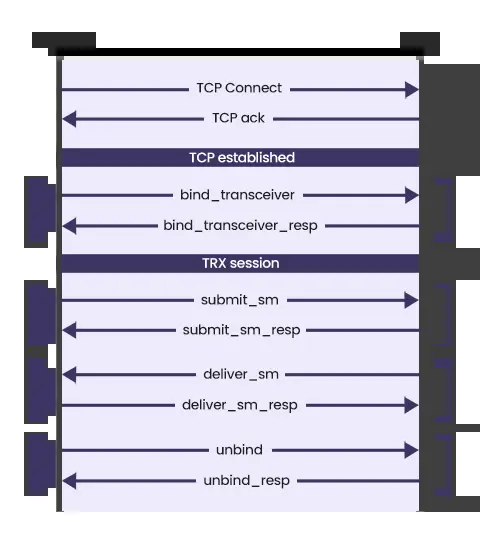 TCP Connect
TCP ack
TCP established
bind_transceiver
bind_transceiver_resp
TRX session
submit_sm
submit_sm_resp
deliver_sm
deliver_sm_resp
unbind
unbind_resp